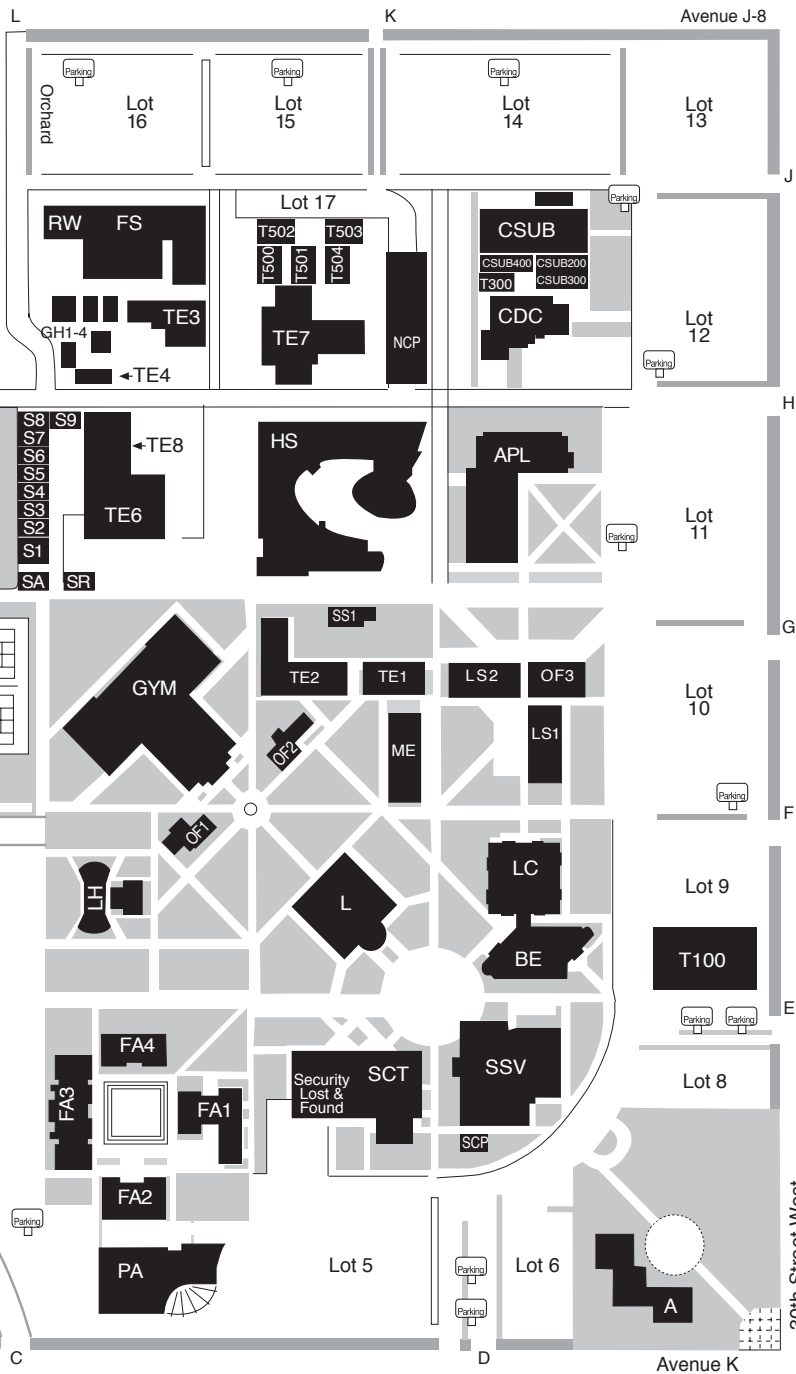 L
K
Avenue J-8
Parking
Parking
Parking
Orchard
Lot
16
Lot
15
Lot
14
Lot
13
J
Parking
Lot 17
RW
FS
T502
T503
T500
T501
T504
CSUB
CSUB400
CSUB200
T300
CSUB300
CDC
TE3
GH1-4
TE4
TE7
NCP
Lot
12
Parking
H
S8
S9
S7
S6
S5
S4
S3
S2
S1
SA
SR
TE8
TE6
HS
APL
Lot
11
Parking
G
SS1
GYM
TE2
TE1
LS2
OF3
OF2
ME
LS1
Lot
10
Parking
F
OF1
LH
L
LC
BE
Lot 9
T100
E
Parking
Parking
FA4
FA3
FA1
FA2
Security
Lost &
Found
SCT
SSV
SCP
Lot 8
Parking
PA
Lot 5
Parking
Parking
Lot 6
A
30th Street West
C
D
Avenue K